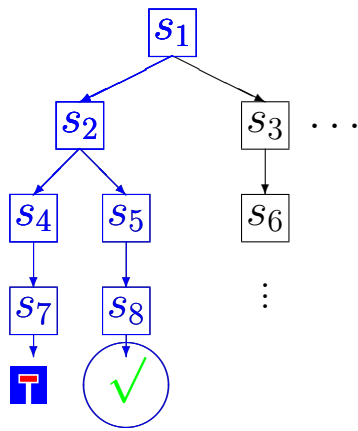 s₁
s₂ s₃ ⋯
s₄ s₅ s₆
s₇ s₈ ⋮
√